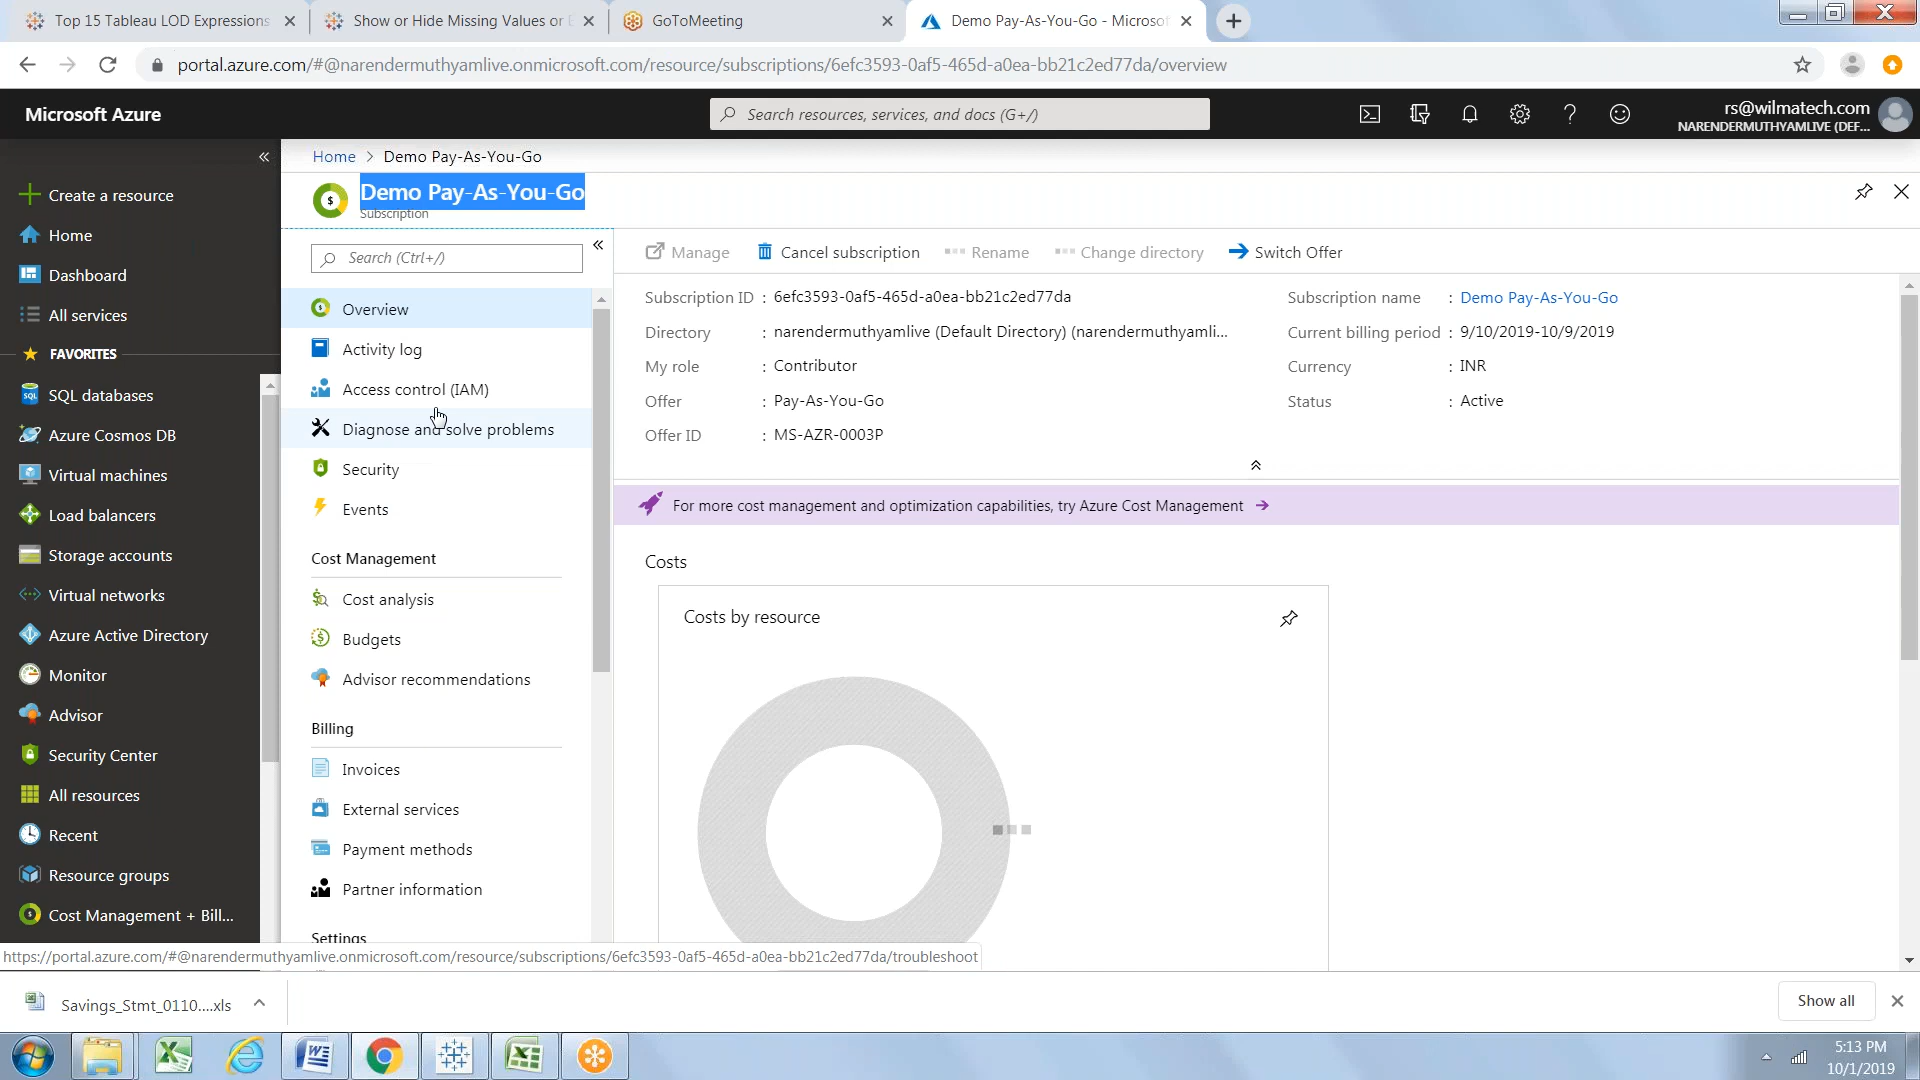 Top 15 Tableau LOD Expressions
Show or Hide Missing Values or E
GoToMeeting
Demo Pay-As-You-Go - Microsof
portal.azure.com/#@narendermuthyamlive.onmicrosoft.com/resource/subscriptions/6efc3593-0af5-465d-a0ea-bb21c2ed77da/overview
Microsoft Azure
Search resources, services, and docs (G+/)
rs@wilmatech.com
NARENDERMUTHYAMLIVE (DEF...
Create a resource
Home
Dashboard
All services
FAVORITES
SQL databases
Azure Cosmos DB
Virtual machines
Load balancers
Storage accounts
Virtual networks
Azure Active Directory
Monitor
Advisor
Security Center
All resources
Recent
Resource groups
Cost Management + Bill...
Home > Demo Pay-As-You-Go
Demo Pay-As-You-Go
Subscription
Search (Ctrl+/)
Overview
Activity log
Access control (IAM)
Diagnose and solve problems
Security
Events
Cost Management
Cost analysis
Budgets
Advisor recommendations
Billing
Invoices
External services
Payment methods
Partner information
Settings
Manage
Cancel subscription
Rename
Change directory
Switch Offer
Subscription ID : 6efc3593-0af5-465d-a0ea-bb21c2ed77da
Directory : narendermuthyamlive (Default Directory) (narendermuthyamli...
My role : Contributor
Offer : Pay-As-You-Go
Offer ID : MS-AZR-0003P
Subscription name : Demo Pay-As-You-Go
Current billing period : 9/10/2019-10/9/2019
Currency : INR
Status : Active
For more cost management and optimization capabilities, try Azure Cost Management
Costs
Costs by resource
https://portal.azure.com/#@narendermuthyamlive.onmicrosoft.com/resource/subscriptions/6efc3593-0af5-465d-a0ea-bb21c2ed77da/troubleshoot
Savings_Stmt_0110....xls
Show all
5:13 PM
10/1/2019